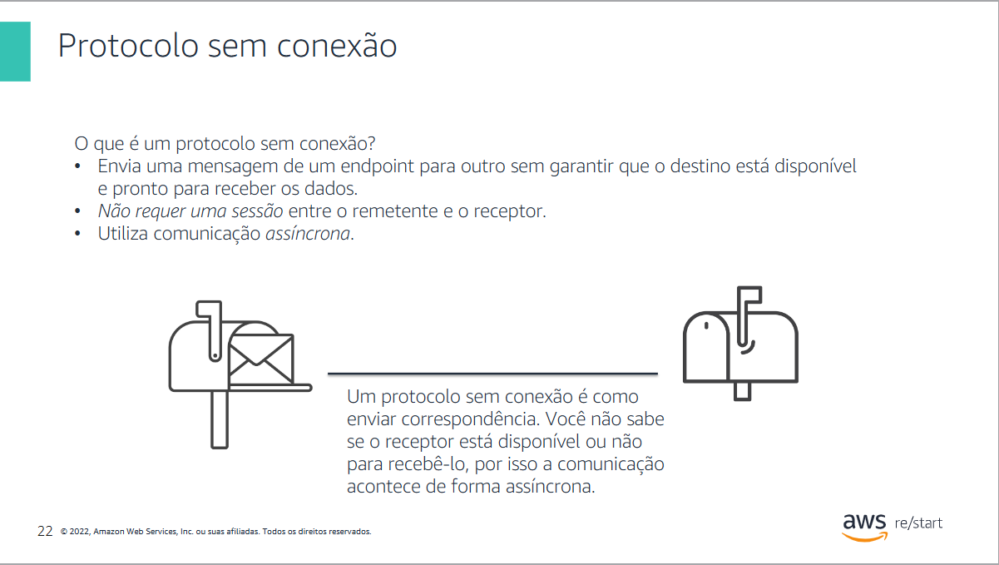 Protocolo sem conexão
O que é um protocolo sem conexão?
• Envia uma mensagem de um endpoint para outro sem garantir que o destino está disponível
e pronto para receber os dados.
• Não requer uma sessão entre o remetente e o receptor.
• Utiliza comunicação assíncrona.
Um protocolo sem conexão é como
enviar correspondência. Você não sabe
se o receptor está disponível ou não
para recebê-lo, por isso a comunicação
acontece de forma assíncrona.
22 © 2022, Amazon Web Services, Inc. ou suas afiliadas. Todos os direitos reservados.
aws re/start